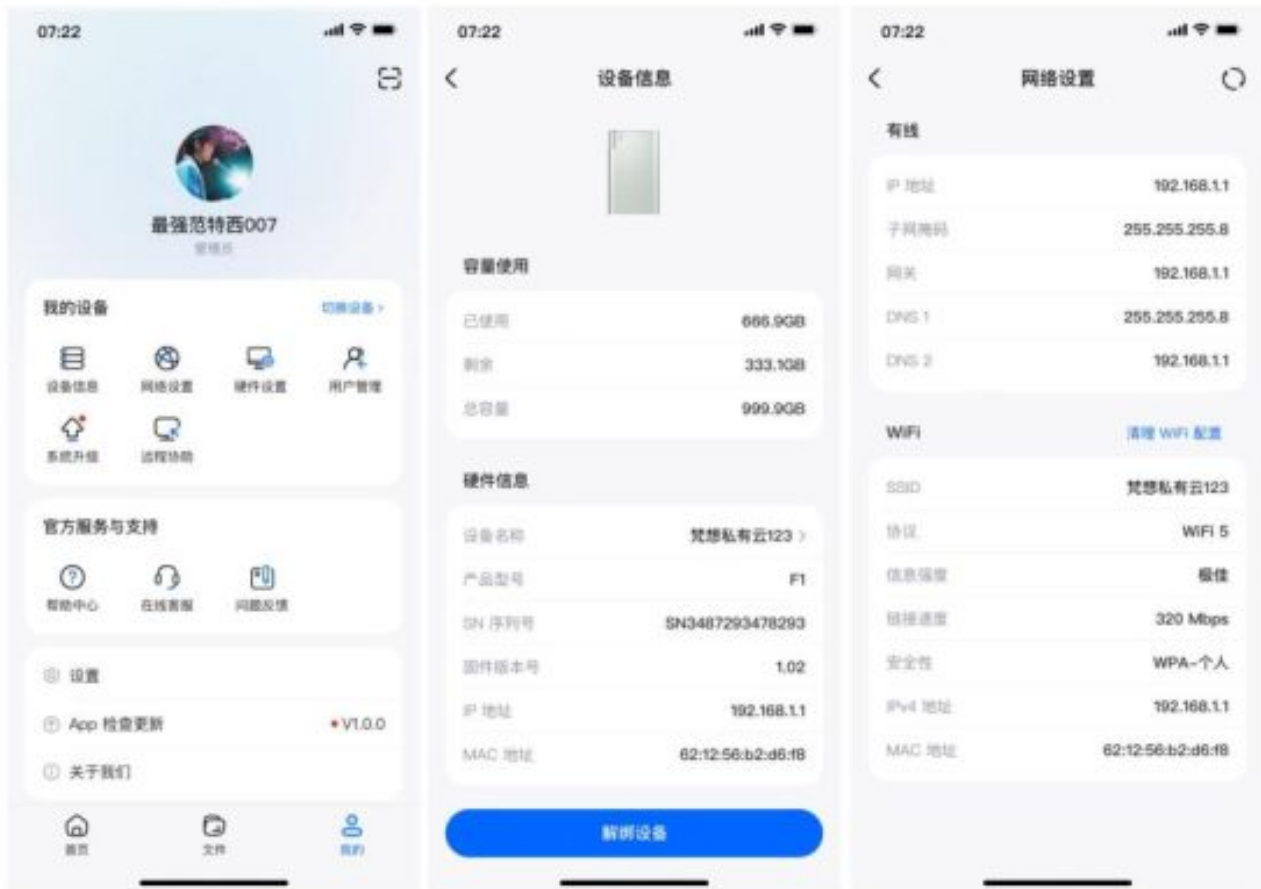 07:22
最强范特西007
管理员
我的设备
切换设备 >
设备信息
网络设置
硬件设置
用户管理
系统升级
远程协助
官方服务与支持
帮助中心
在线客服
问题反馈
设置
App 检查更新
V1.0.0
关于我们
首页
文件
我的
07:22
设备信息
容量使用
已使用 666.9GB
剩余 333.1GB
总容量 999.9GB
硬件信息
设备名称 梵想私有云123 >
产品型号 F1
SN 序列号 SN3487293478293
固件版本号 1.02
IP 地址 192.168.1.1
MAC 地址 62:12:56:b2:d6:f8
解绑设备
07:22
网络设置
有线
IP 地址 192.168.1.1
子网掩码 255.255.255.8
网关 192.168.1.1
DNS 1 255.255.255.8
DNS 2 192.168.1.1
WiFi 清理 WiFi 配置
SSID 梵想私有云123
协议 WiFi 5
信息强度 极佳
链接速度 320 Mbps
安全性 WPA-个人
IPv4 地址 192.168.1.1
MAC 地址 62:12:56:b2:d6:f8